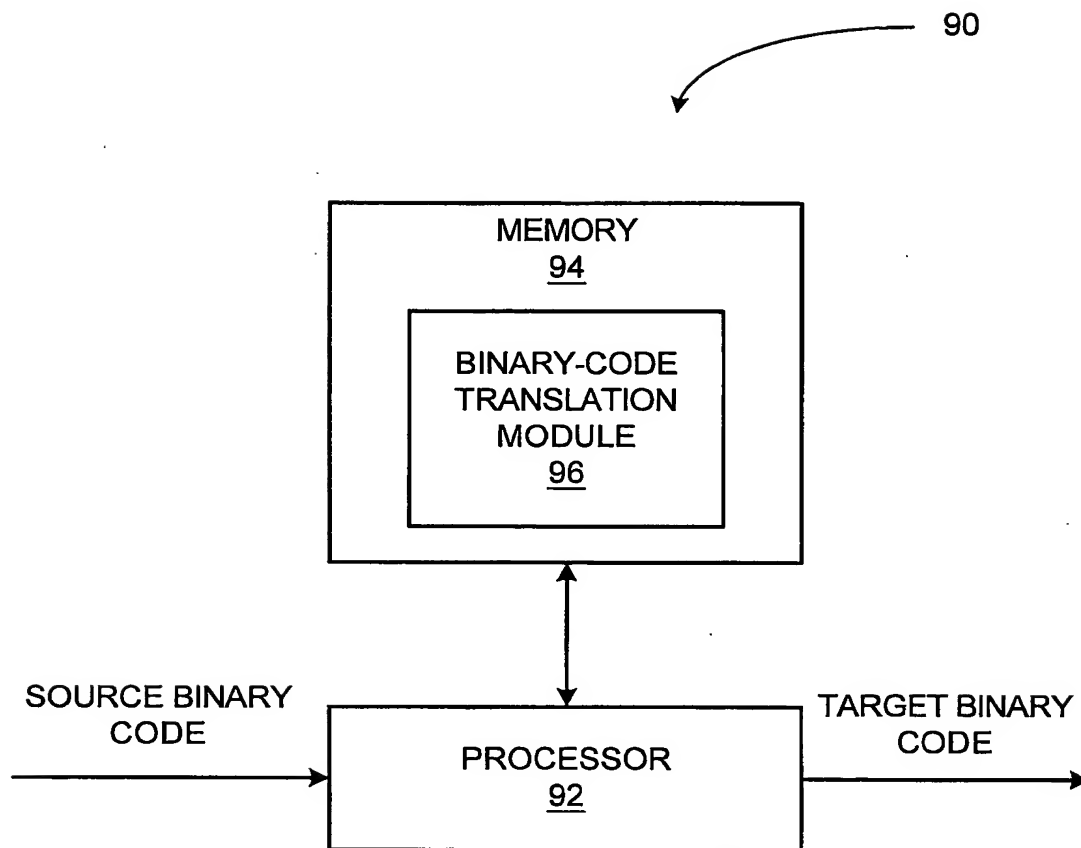 90
MEMORY
94
BINARY-CODE
TRANSLATION
MODULE
96
SOURCE BINARY
CODE
PROCESSOR
92
TARGET BINARY
CODE